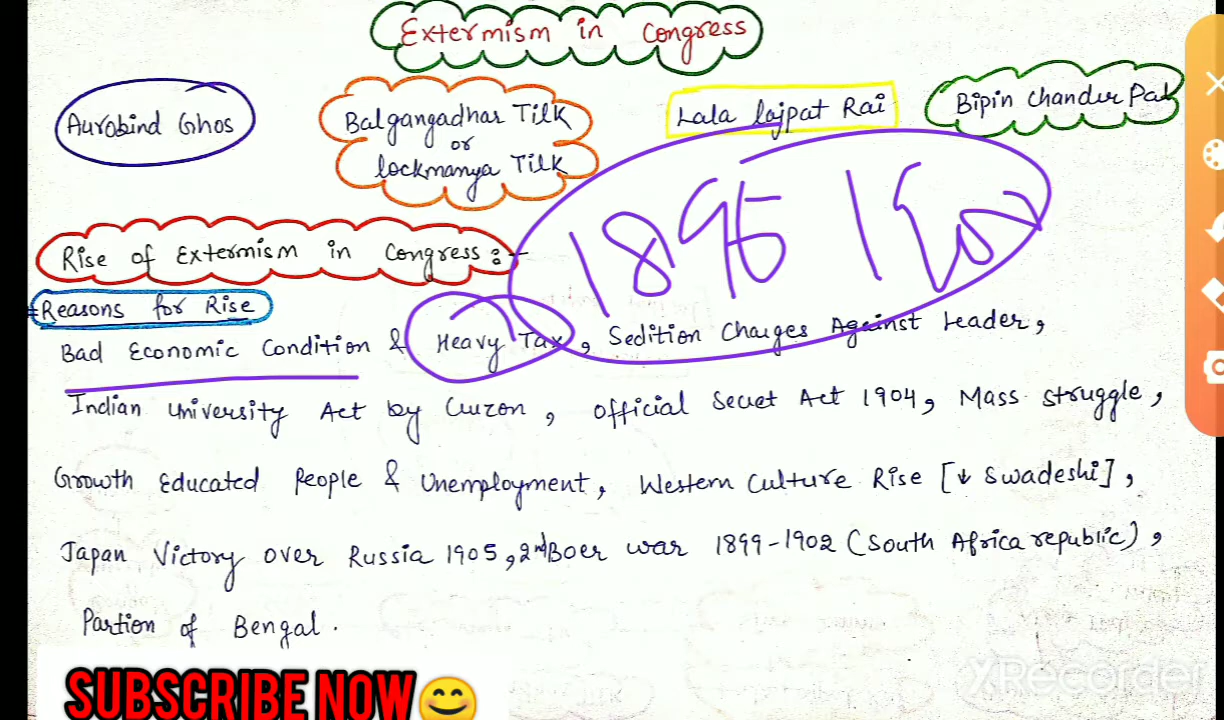 Extermism in Congress
Aurobind Ghos
Balgangadhar Tilk
or
lockmanya Tilk
Lala lajpat Rai
Bipin Chander Pal
1895
Rise of Extermism in Congress :-
Reasons for Rise
Bad Economic Condition & Heavy Tax, Sedition Charges Against Leader,
Indian University Act by Curzon, Official Secret Act 1904, Mass struggle,
Growth Educated People & Unemployment, Western Culture Rise [↓ Swadeshi],
Japan Victory over Russia 1905, 2nd Boer war 1899-1902 (South Africa republic),
Partion of Bengal.
SUBSCRIBE NOW😊
XRecorder